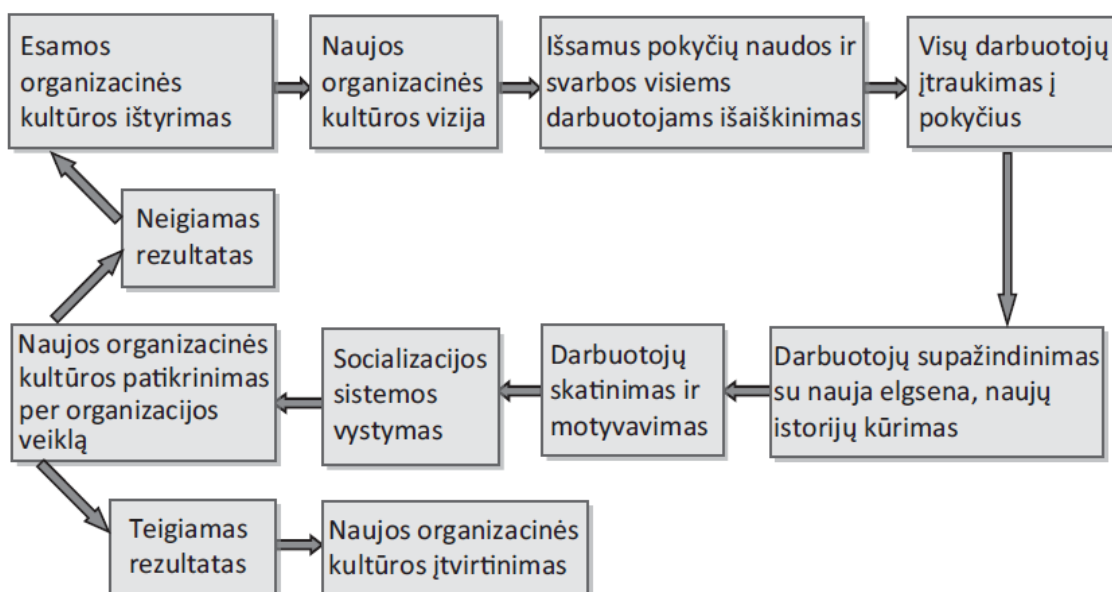 Esamos
organizacinės
kultūros ištyrimas
Naujos
organizacinės
kultūros vizija
Išsamus pokyčių naudos ir
svarbos visiems
darbuotojams išaiškinimas
Visų darbuotojų
įtraukimas į
pokyčius
Neigiamas
rezultatas
Darbuotojų supažindinimas
su nauja elgsena, naujų
istorijų kūrimas
Darbuotojų
skatinimas ir
motyvavimas
Socializacijos
sistemos
vystymas
Naujos organizacinės
kultūros patikrinimas
per organizacijos
veiklą
Teigiamas
rezultatas
Naujos organizacinės
kultūros įtvirtinimas